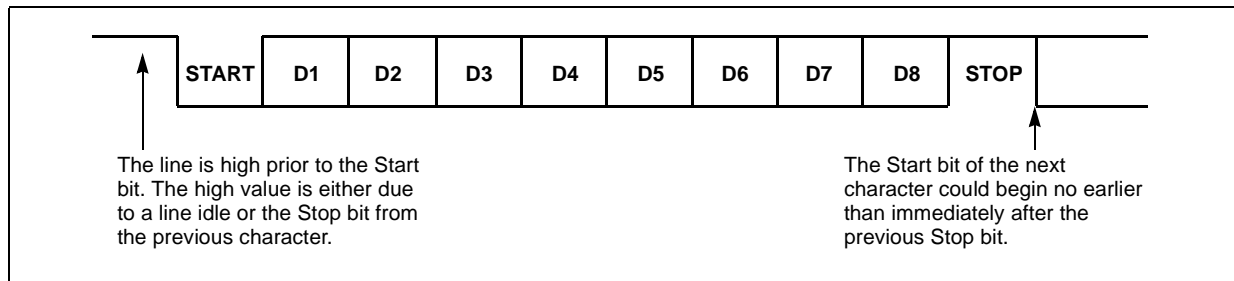 START D1 D2 D3 D4 D5 D6 D7 D8 STOP
The line is high prior to the Start
bit. The high value is either due
to a line idle or the Stop bit from
the previous character.
The Start bit of the next
character could begin no earlier
than immediately after the
previous Stop bit.